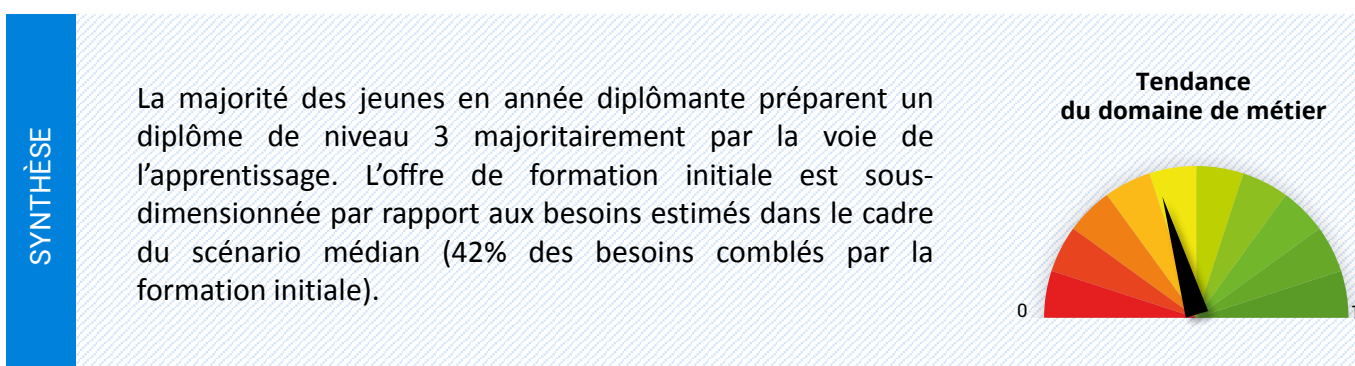 SYNTHÈSE
La majorité des jeunes en année diplômante préparent un
diplôme de niveau 3 majoritairement par la voie de
l'apprentissage. L'offre de formation initiale est sous-
dimensionnée par rapport aux besoins estimés dans le cadre
du scénario médian (42% des besoins comblés par la
formation initiale).
Tendance
du domaine de métier
0